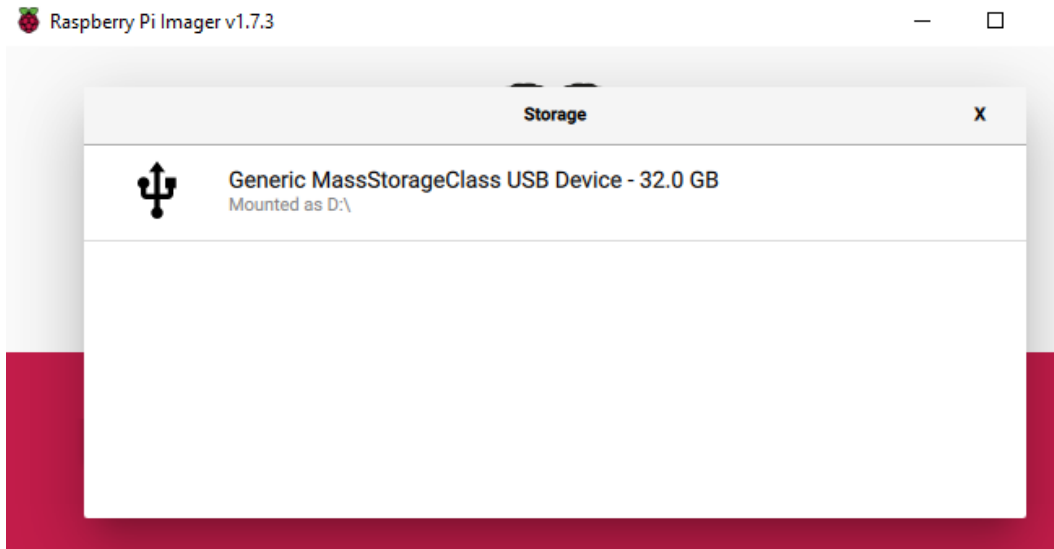 Raspberry Pi Imager v1.7.3
Storage
X
Generic MassStorageClass USB Device - 32.0 GB
Mounted as D:\